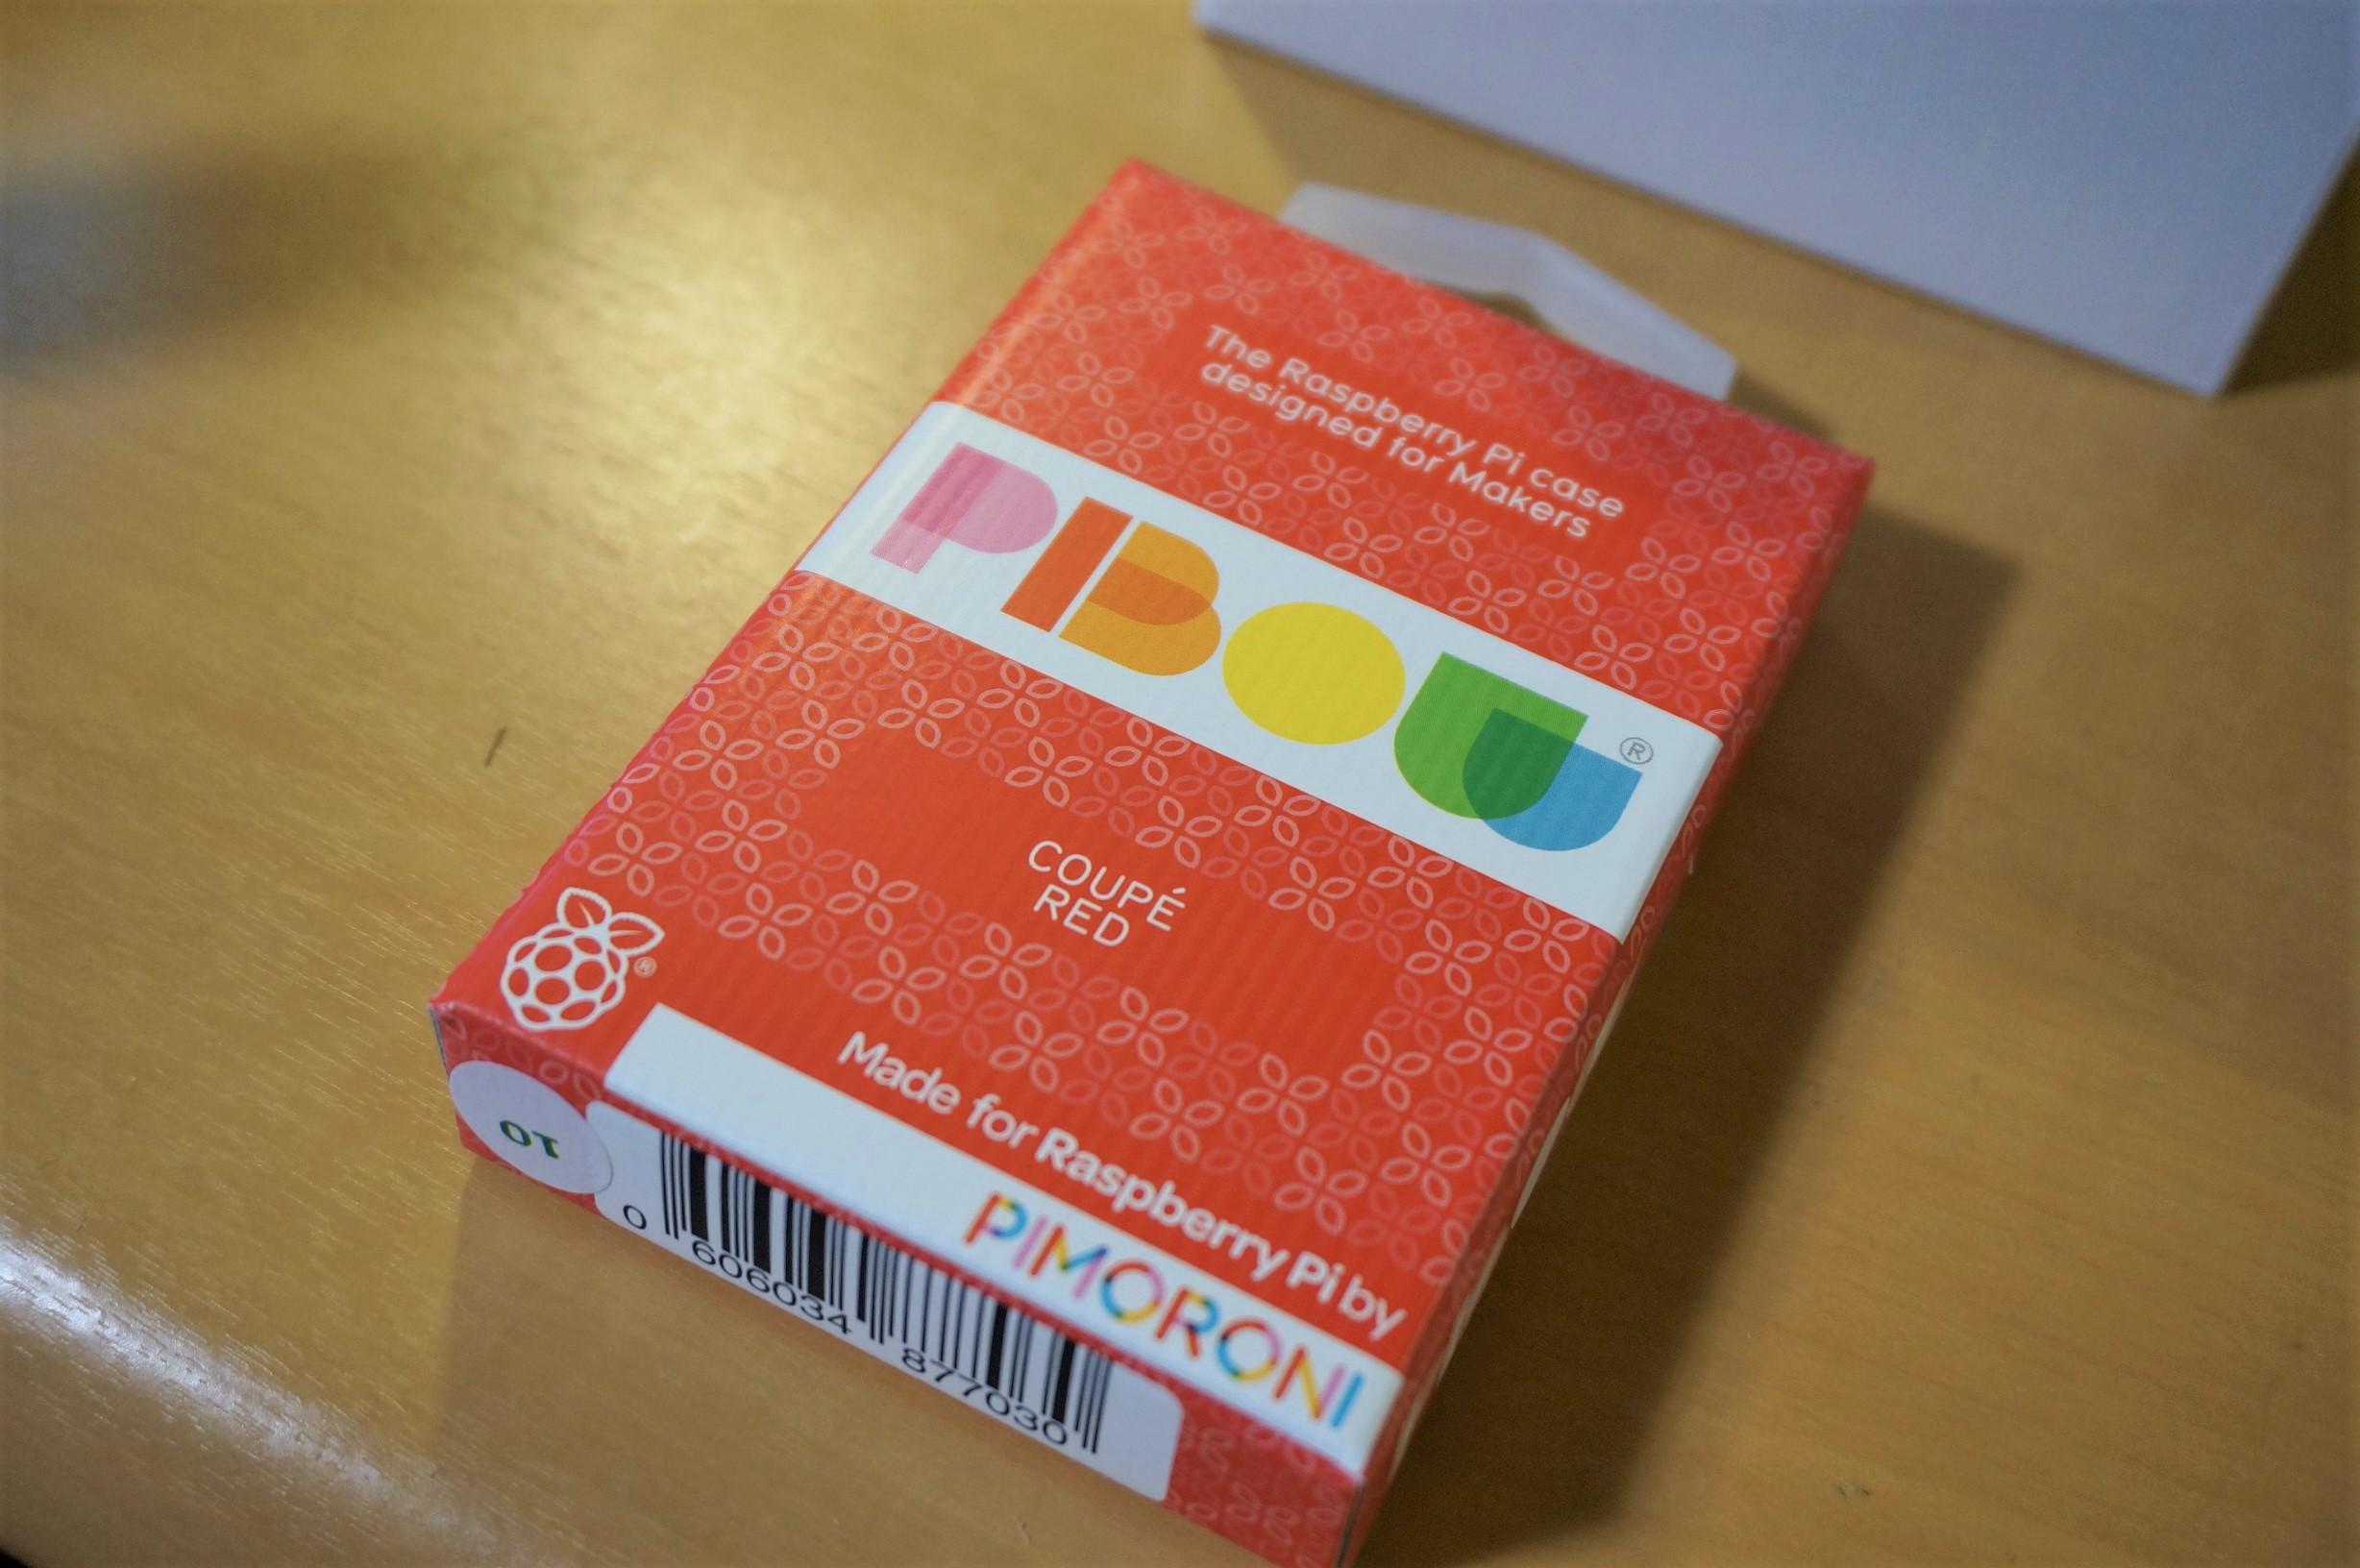 The Raspberry Pi case
designed for Makers
PIBOW®
COUPÉ
RED
®
Made for Raspberry Pi by
PIMORONI
10
0 606034 877030